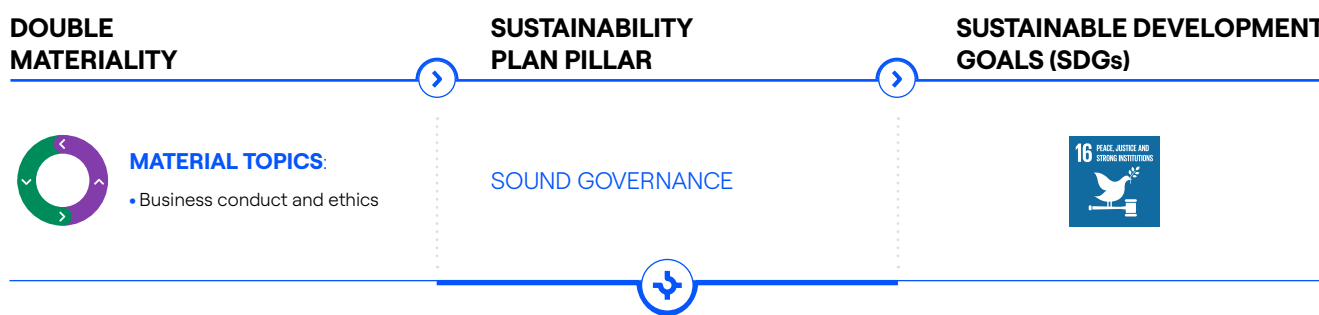 DOUBLE
MATERIALITY
SUSTAINABILITY
PLAN PILLAR
SUSTAINABLE DEVELOPMENT
GOALS (SDGs)
MATERIAL TOPICS:
• Business conduct and ethics
SOUND GOVERNANCE
16 PEACE, JUSTICE AND
STRONG INSTITUTIONS